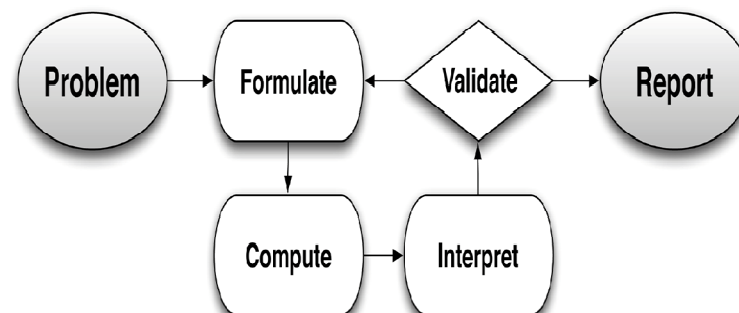 Problem
Formulate
Validate
Report
Compute
Interpret